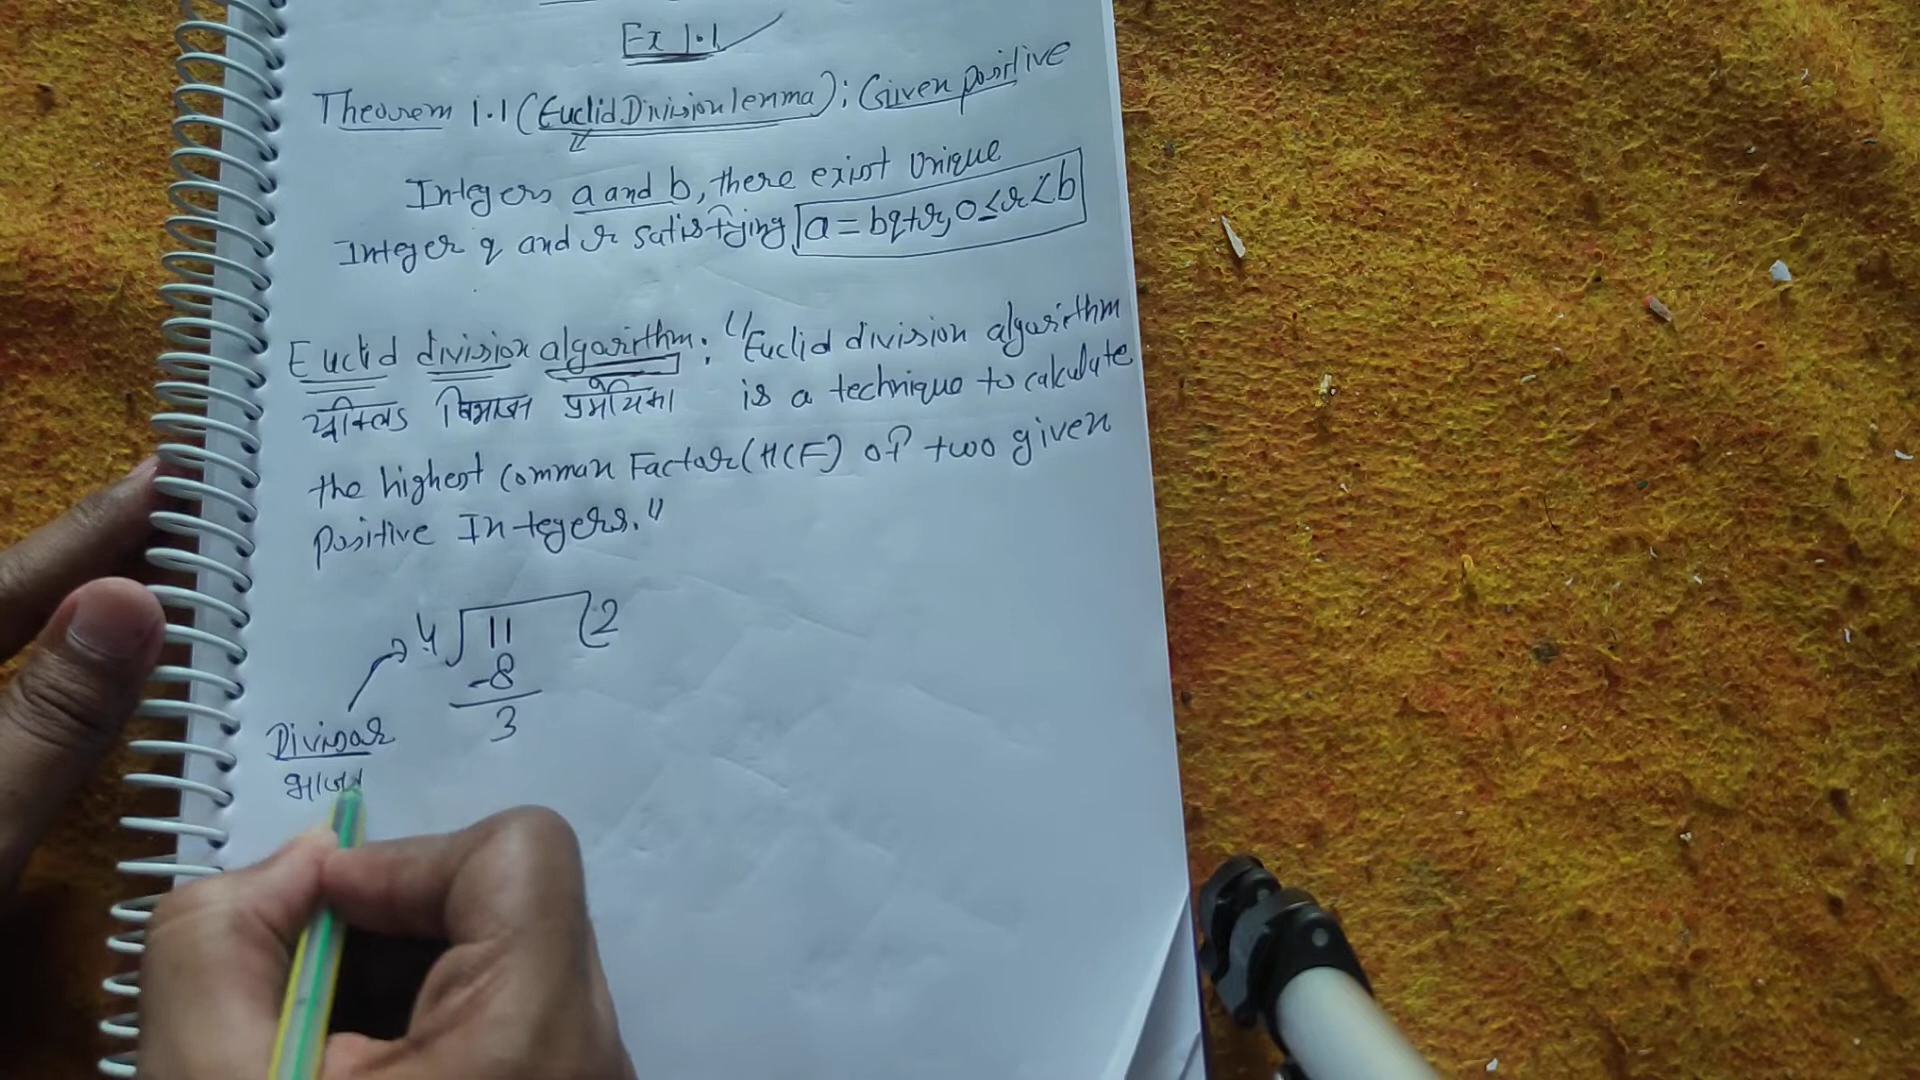 Ex 1.1
Theorem 1.1 (Euclid Division lemma): Given positive
Integers a and b, there exist unique
Integer q and r satisfying a = bq+r, 0≤r<b
Euclid division algorithm: "Euclid division algorithm
यूक्लिड विभाजन प्रमेयिका is a technique to calculate
the highest Comman Factor (HCF) of two given
Positive Integers."
4 11 2
-8
3
Divisor
भाज